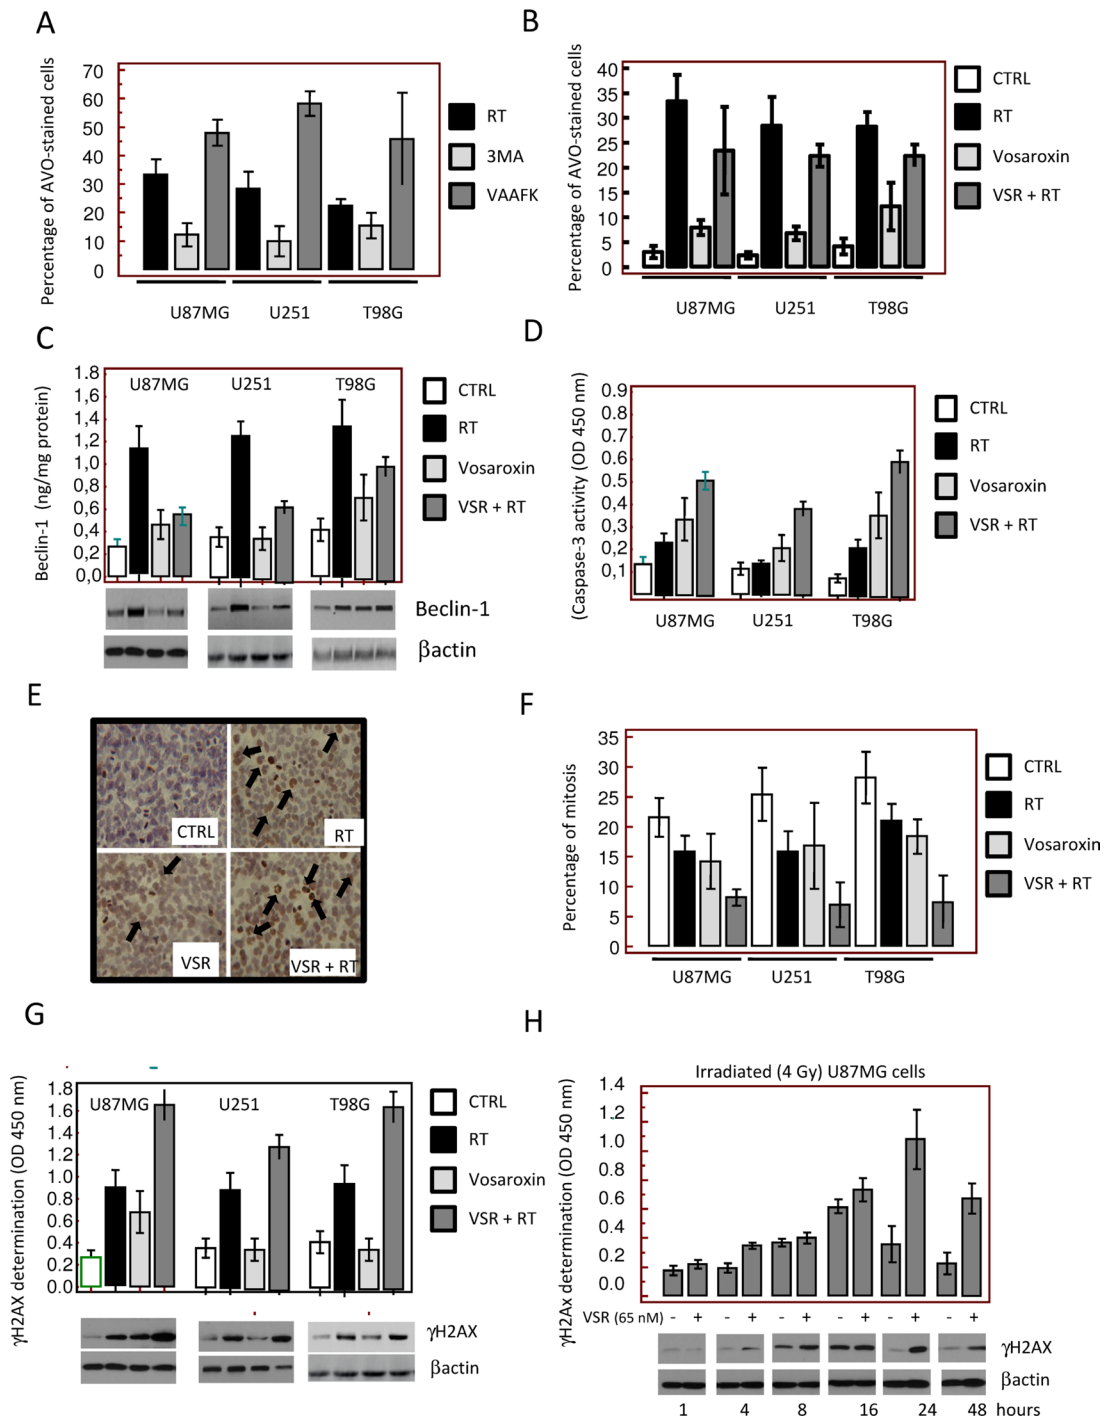 A
Percentage of AVO-stained cells
70
60
50
40
30
20
10
0
U87MG
U251
T98G
RT
3MA
VAAFK
B
Percentage of AVO-stained cells
40
35
30
25
20
15
10
5
0
U87MG
U251
T98G
CTRL
RT
Vosaroxin
VSR + RT
C
Beclin-1 (ng/mg protein)
1.8
1,6
1,4
1,2
1,0
0,8
0,6
0,4
0,2
0,0
U87MG
U251
T98G
CTRL
RT
Vosaroxin
VSR + RT
Beclin-1
βactin
D
(Caspase-3 activity (OD 450 nm)
0.9
0,8
0,7
0,6
0,5
0,4
0,3
0,2
0,1
U87MG
U251
T98G
CTRL
RT
Vosaroxin
VSR + RT
E
CTRL
RT
VSR
VSR + RT
F
Percentage of mitosis
35
30
25
20
15
10
5
0
U87MG
U251
T98G
CTRL
RT
Vosaroxin
VSR + RT
G
γH2AX determination (OD 450 nm)
1.8
1.6
1.4
1.2
1.0
0.8
0.6
0.4
0.2
0.0
U87MG
U251
T98G
CTRL
RT
Vosaroxin
VSR + RT
γH2AX
βactin
H
Irradiated (4 Gy) U87MG cells
γH2Ax determination (OD 450 nm)
1.4
1.2
1.0
0.8
0.6
0.4
0.2
0.0
VSR (65 nM) - + - + - + - + - + - +
γH2AX
βactin
1 4 8 16 24 48 hours